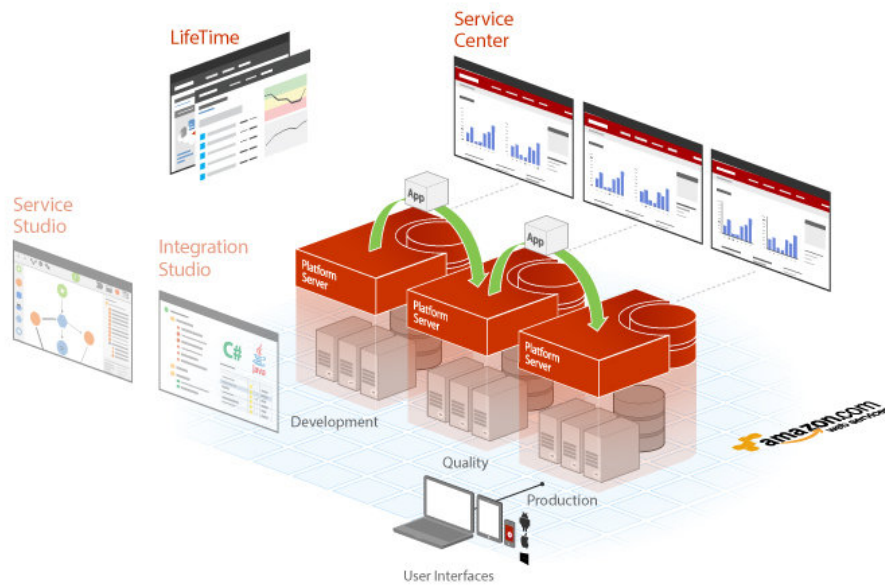 LifeTime
Service
Center
Service
Studio
Integration
Studio
App
App
Platform
Server
Platform
Server
Platform
Server
C#
Java
Development
Quality
Production
amazon.com
web services
User Interfaces